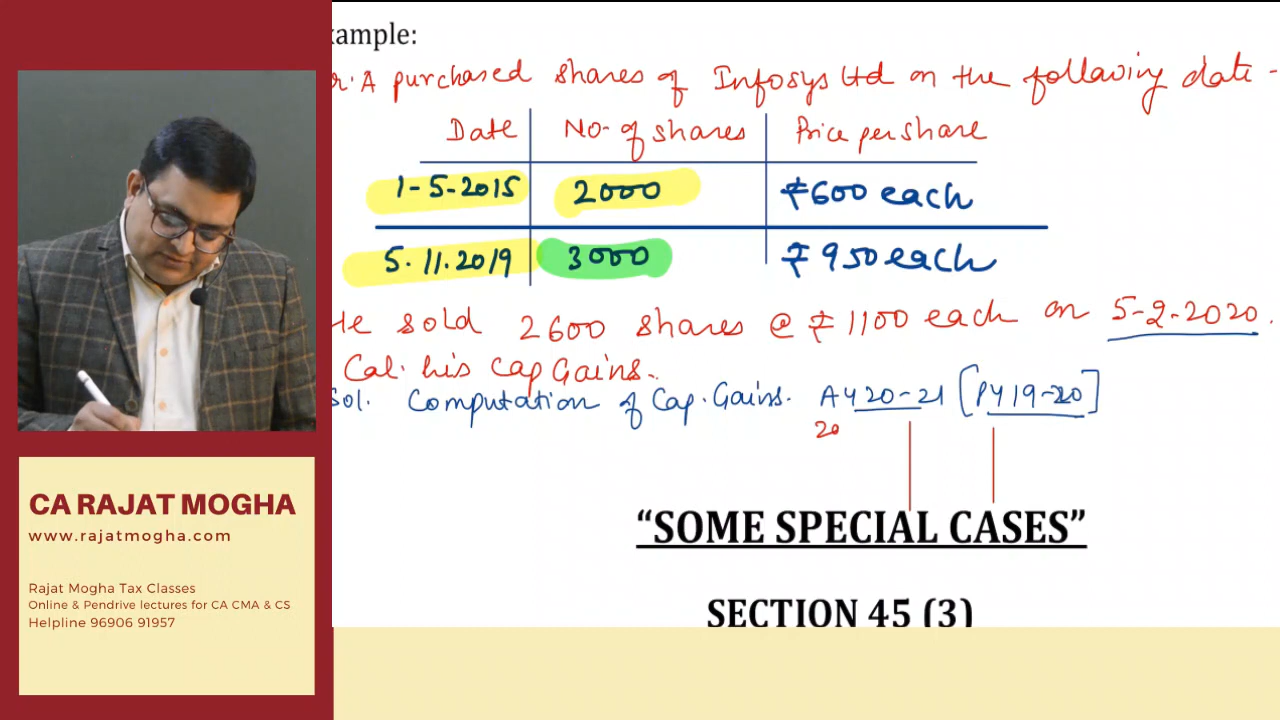 xample:
r. A purchased shares of Infosys Ltd on the following date -
Date No. of shares Price per share
1-5-2015 2000 ₹600 each
5.11.2019 3000 ₹950 each
He sold 2600 shares @ ₹1100 each on 5-2-2020.
Cal. his Cap Gains.
Sol. Computation of Cap. Gains. AY 20-21 [PY 19-20]
20
"SOME SPECIAL CASES"
SECTION 45 (3)
CA RAJAT MOGHA
www.rajatmogha.com
Rajat Mogha Tax Classes
Online & Pendrive lectures for CA CMA & CS
Helpline 96906 91957